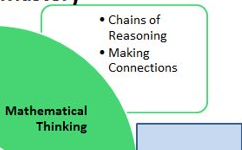 • Chains of
Reasoning
• Making
Connections
Mathematical
Thinking